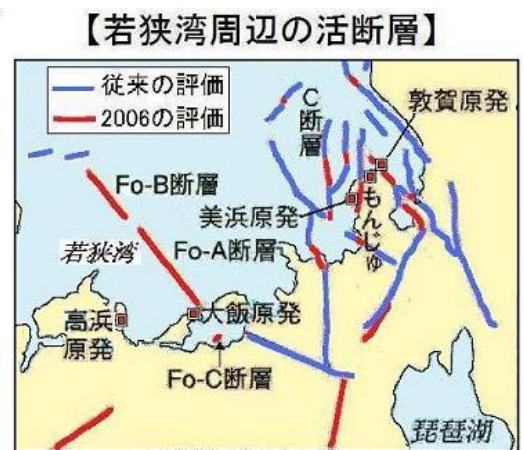 【若狭湾周辺の活断層】
従来の評価
2006の評価
C断層
敦賀原発
Fo-B断層
美浜原発
もんじゅ
若狭湾
Fo-A断層
高浜
原発
大飯原発
Fo-C断層
琵琶湖